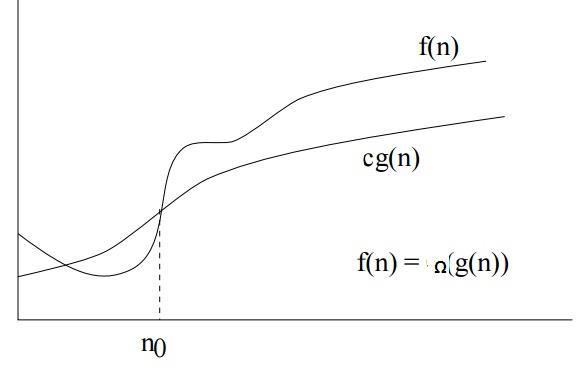 f(n)
cg(n)
f(n) = Ω(g(n))
n0